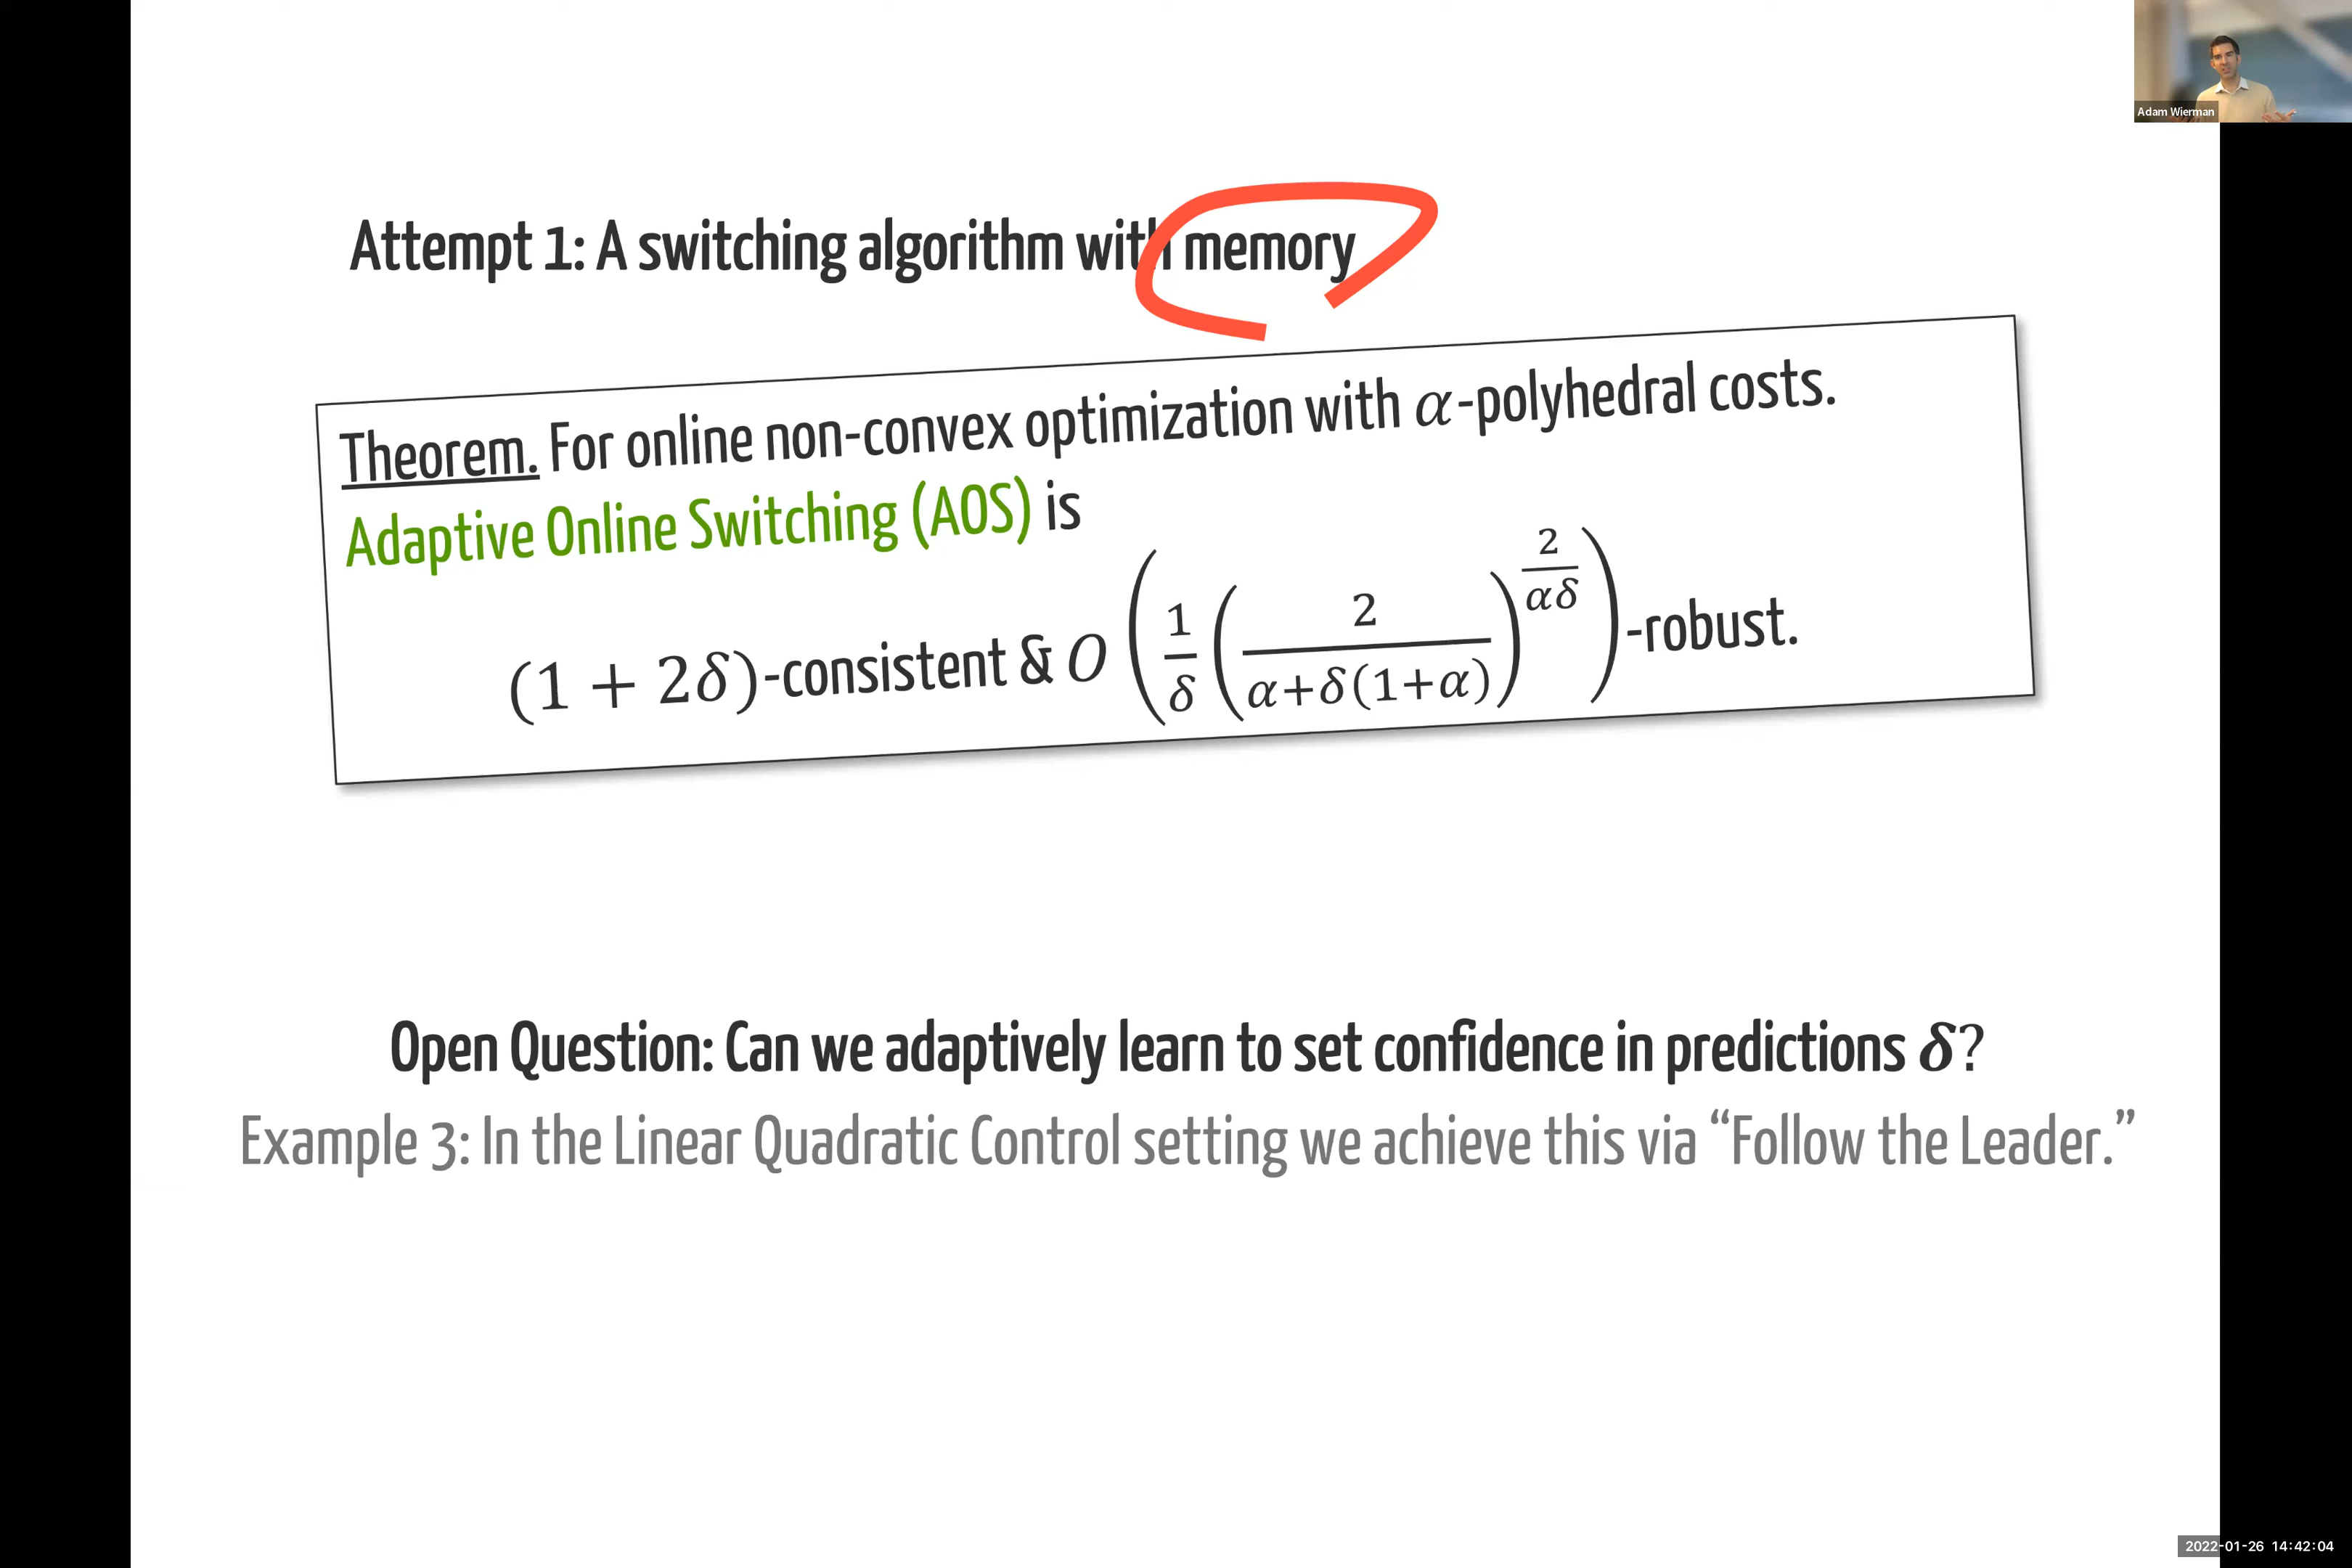 Adam Wierman
Attempt 1: A switching algorithm with memory
Theorem. For online non-convex optimization with α-polyhedral costs.
Adaptive Online Switching (AOS) is
(1 + 2δ)-consistent & O(1/δ (2/(α+δ(1+α)))^(2/(αδ)))-robust.
Open Question: Can we adaptively learn to set confidence in predictions δ?
Example 3: In the Linear Quadratic Control setting we achieve this via “Follow the Leader.”
2022-01-26 14:42:04